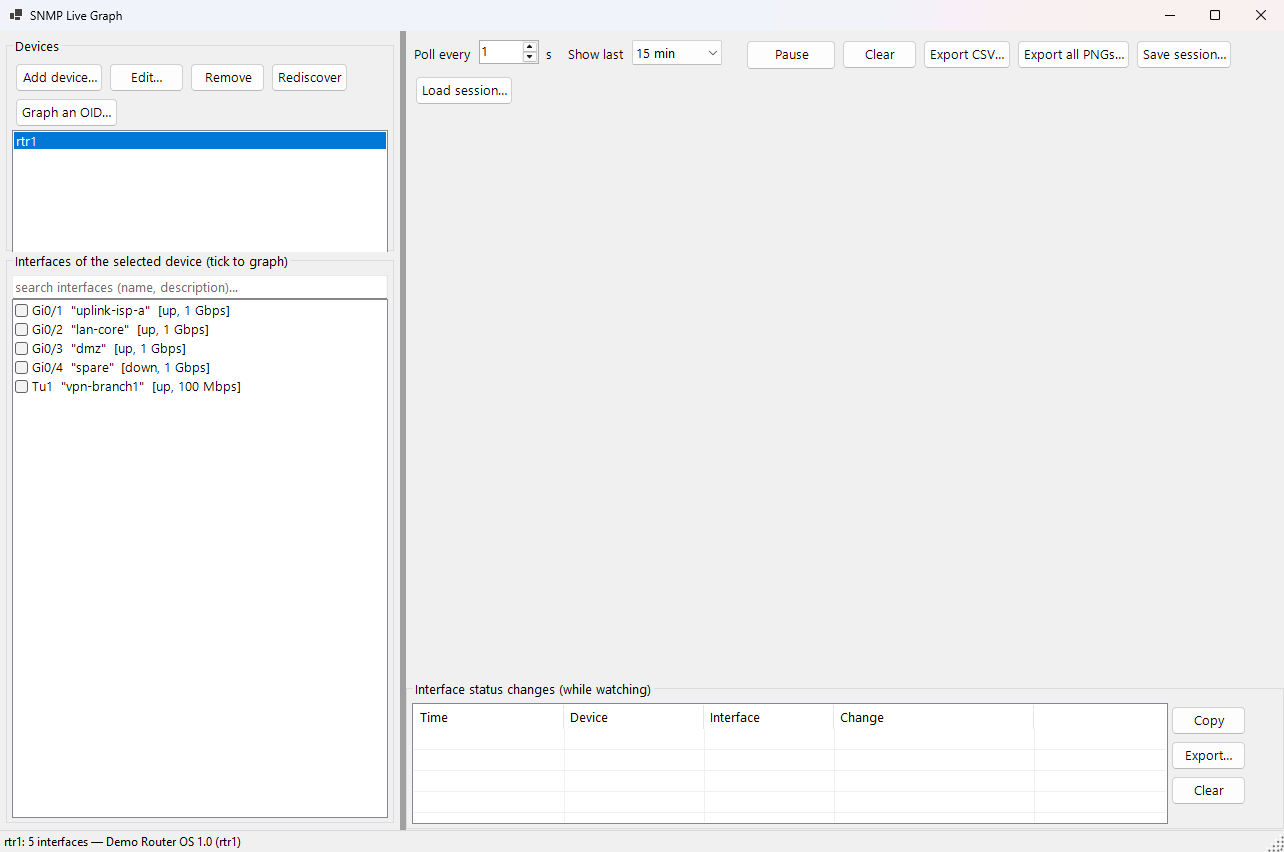 SNMP Live Graph
Devices
Add device... Edit... Remove Rediscover
Graph an OID...
rtr1
Interfaces of the selected device (tick to graph)
search interfaces (name, description)...
Gi0/1 "uplink-isp-a" [up, 1 Gbps]
Gi0/2 "lan-core" [up, 1 Gbps]
Gi0/3 "dmz" [up, 1 Gbps]
Gi0/4 "spare" [down, 1 Gbps]
Tu1 "vpn-branch1" [up, 100 Mbps]
Poll every 1 s Show last 15 min Pause Clear Export CSV... Export all PNGs... Save session...
Load session...
Interface status changes (while watching)
Time Device Interface Change
Copy
Export...
Clear
rtr1: 5 interfaces — Demo Router OS 1.0 (rtr1)